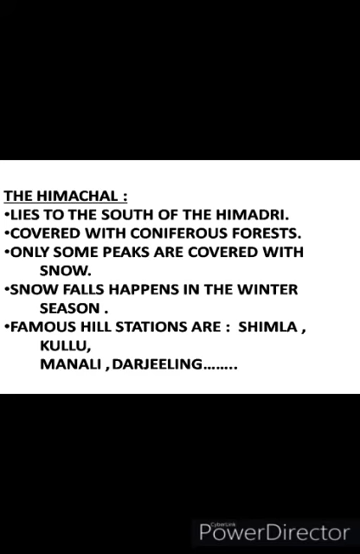 THE HIMACHAL :
•LIES TO THE SOUTH OF THE HIMADRI.
•COVERED WITH CONIFEROUS FORESTS.
•ONLY SOME PEAKS ARE COVERED WITH
SNOW.
•SNOW FALLS HAPPENS IN THE WINTER
SEASON .
•FAMOUS HILL STATIONS ARE : SHIMLA ,
KULLU,
MANALI ,DARJEELING........
CyberLink
PowerDirector